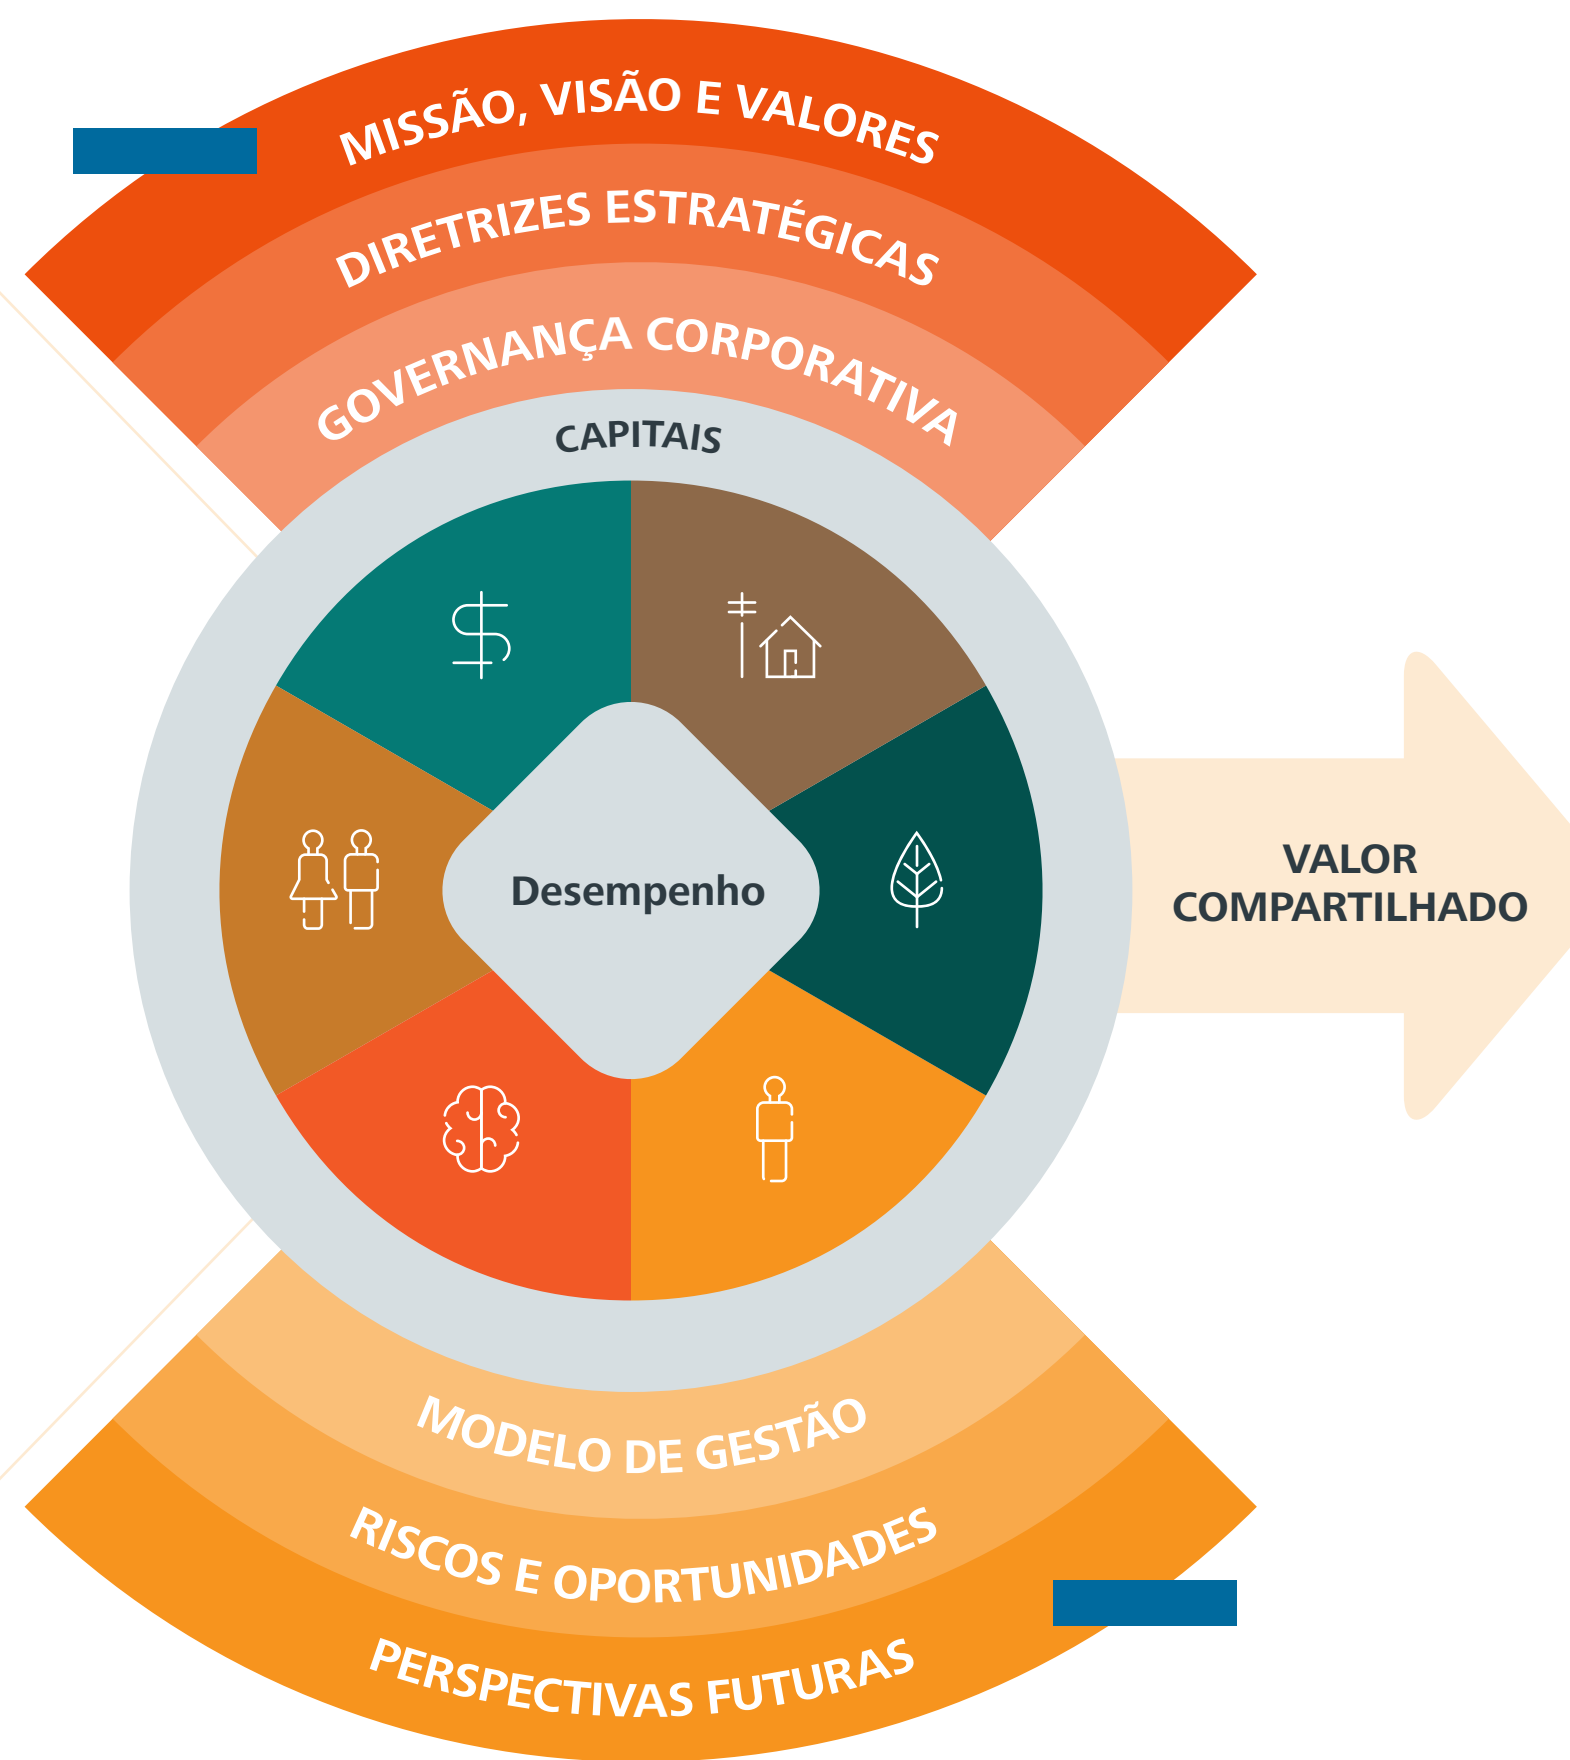 MISSÃO, VISÃO E VALORES
DIRETRIZES ESTRATÉGICAS
GOVERNANÇA CORPORATIVA
CAPITAIS
Desempenho
VALOR
COMPARTILHADO
MODELO DE GESTÃO
RISCOS E OPORTUNIDADES
PERSPECTIVAS FUTURAS